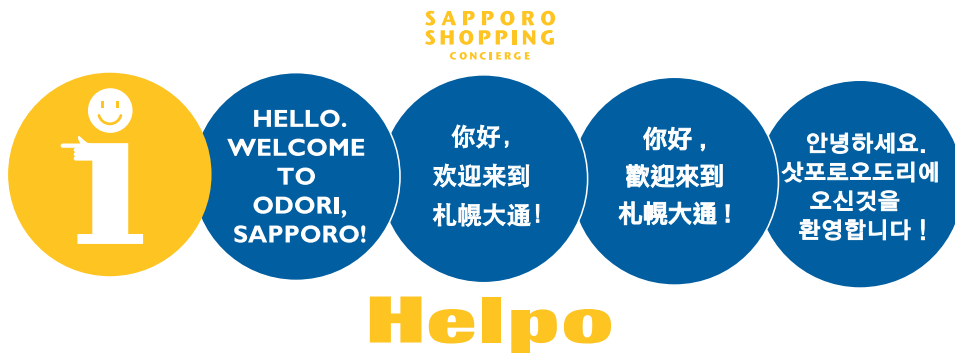 SAPPORO
SHOPPING
CONCIERGE
HELLO.
WELCOME
TO
ODORI,
SAPPORO!
你好，
欢迎来到
札幌大通！
你好，
歡迎來到
札幌大通！
안녕하세요.
삿포로오도리에
오신것을
환영합니다！
Helpo